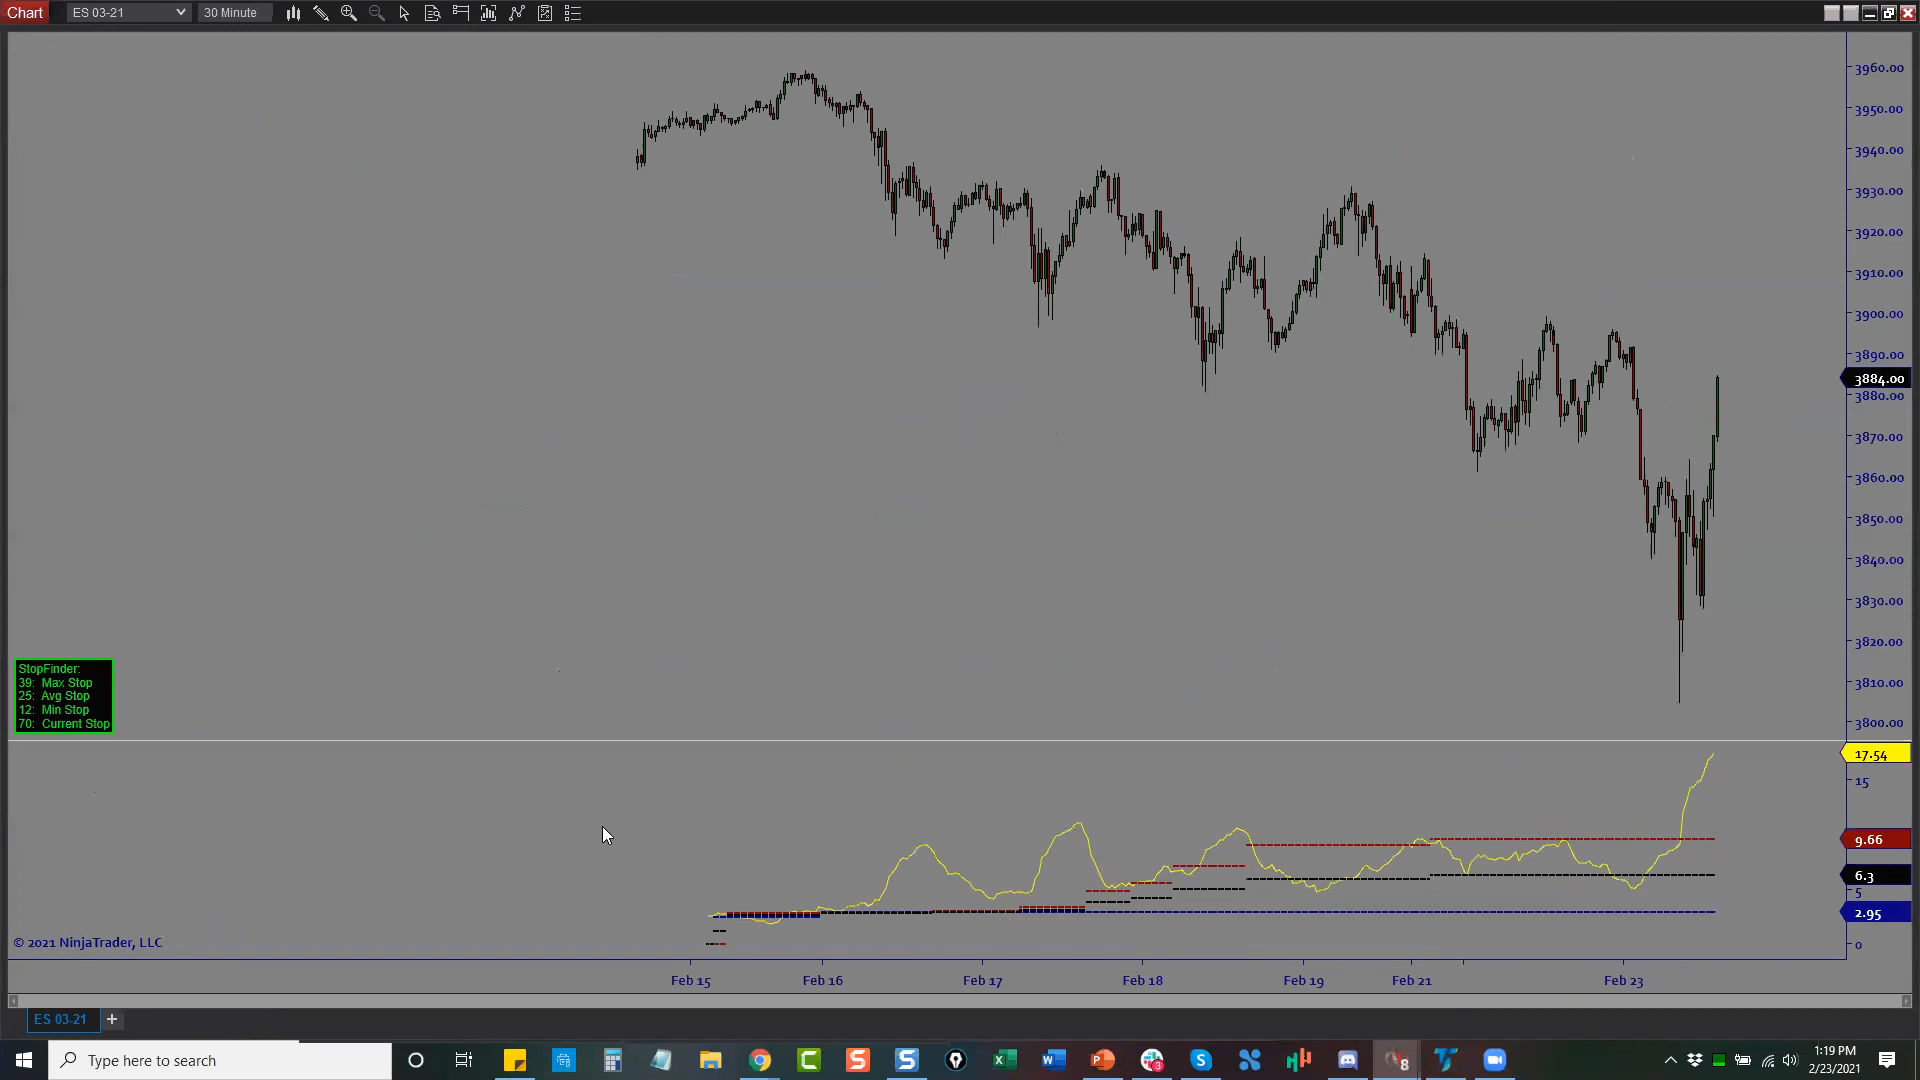 Chart ES 03-21 30 Minute
3960.00
3950.00
3940.00
3930.00
3920.00
3910.00
3900.00
3890.00
3884.00
3880.00
3870.00
3860.00
3850.00
3840.00
3830.00
3820.00
3810.00
3800.00
StopFinder:
39: Max Stop
25: Avg Stop
12: Min Stop
70: Current Stop
17.54
15
9.66
6.3
5
2.95
0
© 2021 NinjaTrader, LLC
Feb 15 Feb 16 Feb 17 Feb 18 Feb 19 Feb 21 Feb 23
ES 03-21 +
Type here to search
1:19 PM
2/23/2021